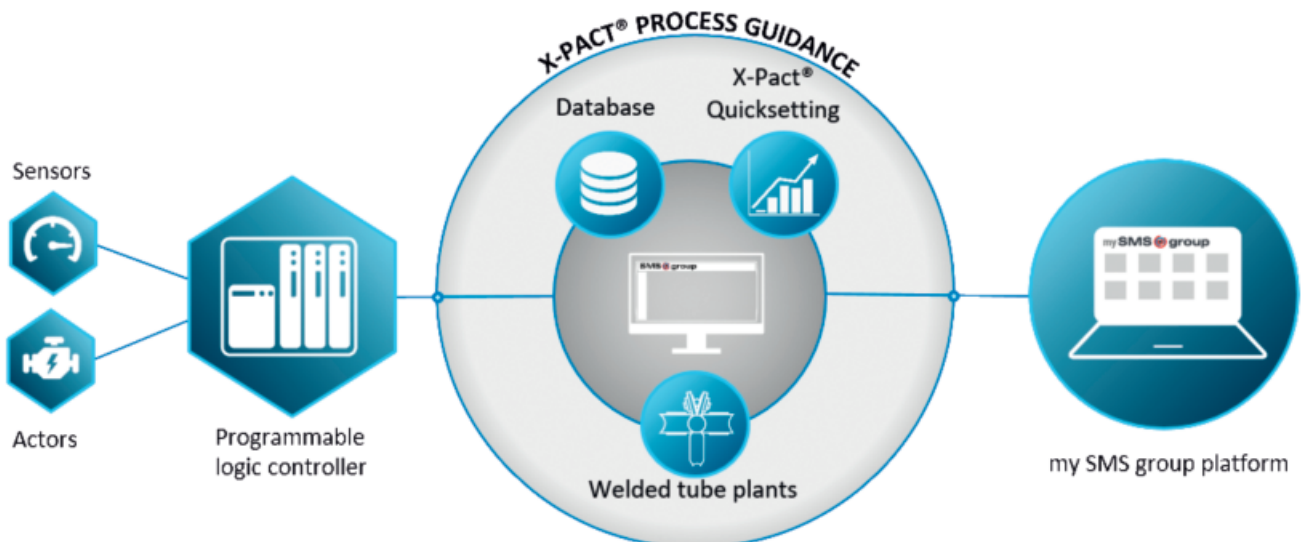 X-PACT® PROCESS GUIDANCE
X-Pact®
Quicksetting
Database
Sensors
Actors
Programmable
logic controller
SMS group
Welded tube plants
my SMS group
my SMS group platform